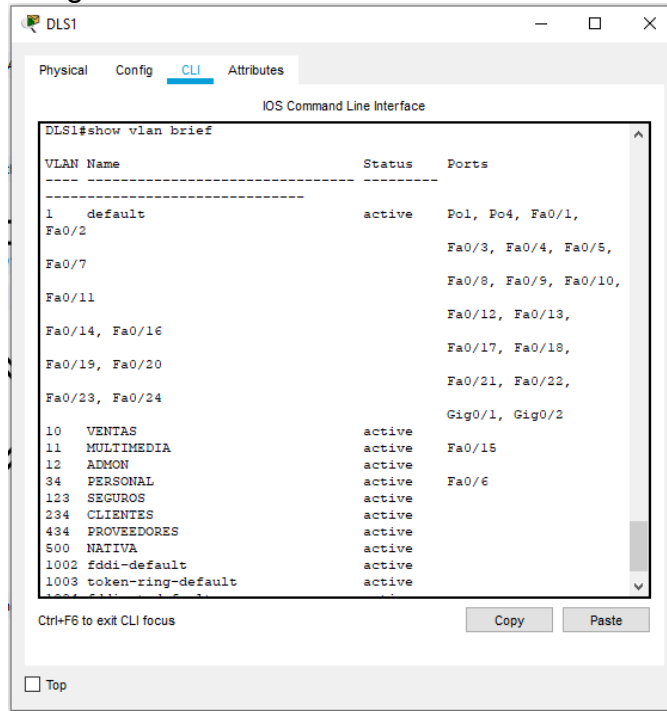 DLS1
Physical Config CLI Attributes
IOS Command Line Interface
DLS1#show vlan brief
VLAN Name Status Ports
---- -------------------------------- ---------
-------------------------------
1 default active Po1, Po4, Fa0/1,
Fa0/2
Fa0/3, Fa0/4, Fa0/5,
Fa0/7
Fa0/8, Fa0/9, Fa0/10,
Fa0/11
Fa0/12, Fa0/13,
Fa0/14, Fa0/16
Fa0/17, Fa0/18,
Fa0/19, Fa0/20
Fa0/21, Fa0/22,
Fa0/23, Fa0/24
Gig0/1, Gig0/2
10 VENTAS active
11 MULTIMEDIA active Fa0/15
12 ADMON active
34 PERSONAL active Fa0/6
123 SEGUROS active
234 CLIENTES active
434 PROVEEDORES active
500 NATIVA active
1002 fddi-default active
1003 token-ring-default active
Ctrl+F6 to exit CLI focus
Copy Paste
Top